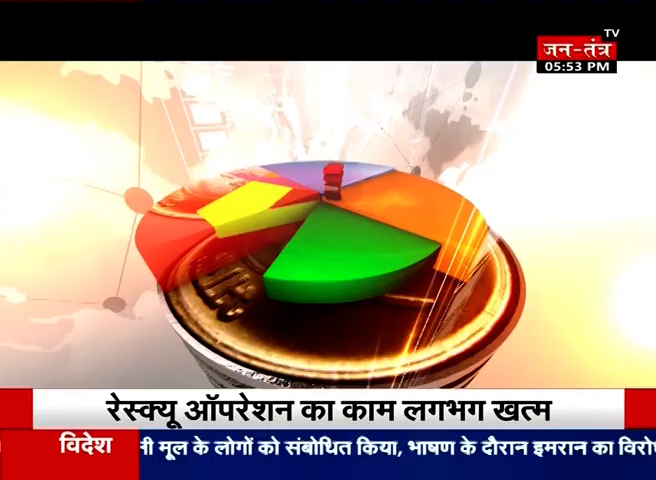 TV
जन-तंत्र
05:53 PM
रेस्क्यू ऑपरेशन का काम लगभग खत्म
विदेश
मूल के लोगों को संबोधित किया, भाषण के दौरान इमरान का